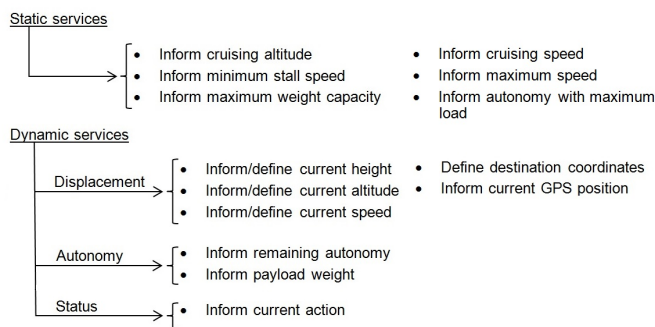 Static services
• Inform cruising altitude
• Inform minimum stall speed
• Inform maximum weight capacity
• Inform cruising speed
• Inform maximum speed
• Inform autonomy with maximum
load
Dynamic services
Displacement
• Inform/define current height
• Inform/define current altitude
• Inform/define current speed
• Define destination coordinates
• Inform current GPS position
Autonomy
• Inform remaining autonomy
• Inform payload weight
Status
• Inform current action